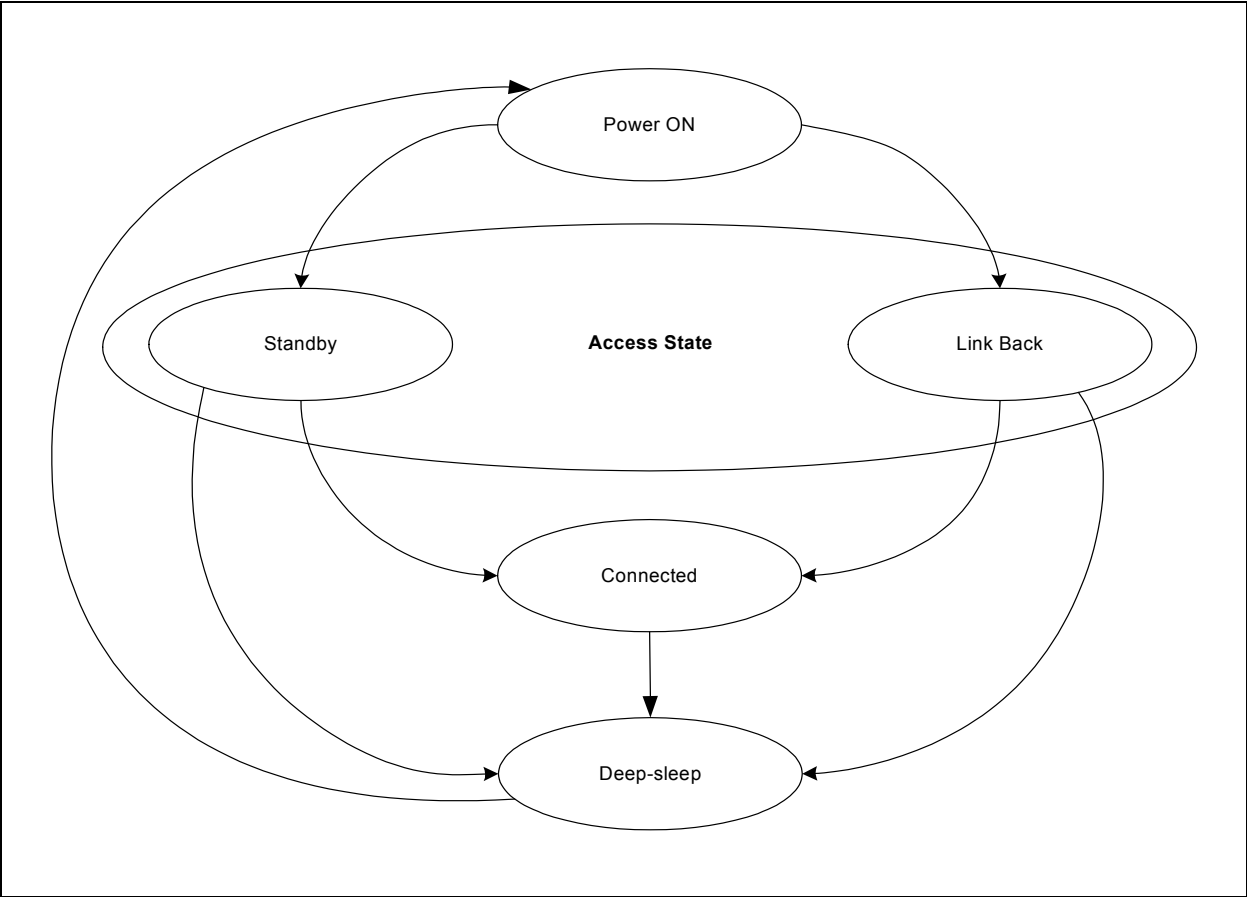 Power ON
Standby
Access State
Link Back
Connected
Deep-sleep